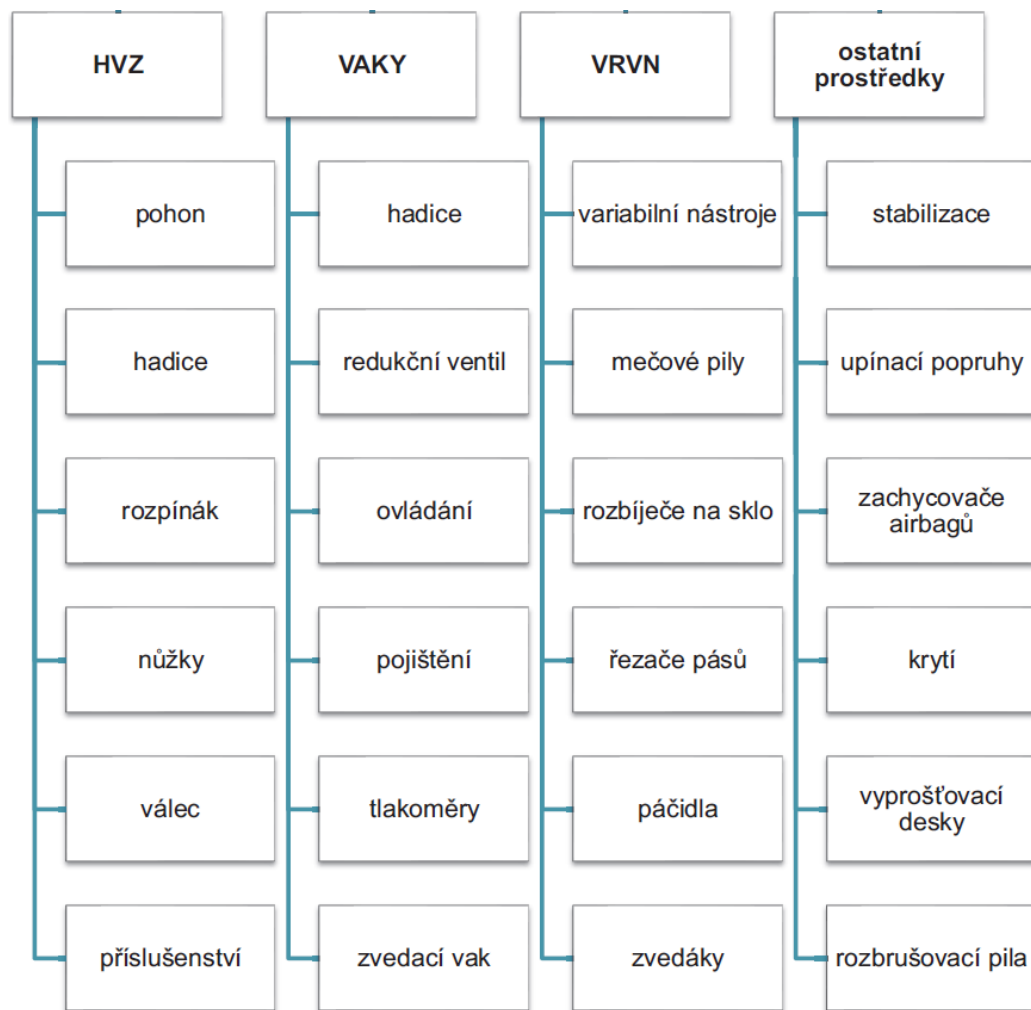 HVZ
pohon
hadice
rozpínák
nůžky
válec
příslušenství
VAKY
hadice
redukční ventil
ovládání
pojištění
tlakoměry
zvedací vak
VRVN
variabilní nástroje
mečové pily
rozbíječe na sklo
řezače pásů
páčidla
zvedáky
ostatní
prostředky
stabilizace
upínací popruhy
zachycovače
airbagů
krytí
vyprošťovací
desky
rozbrušovací pila